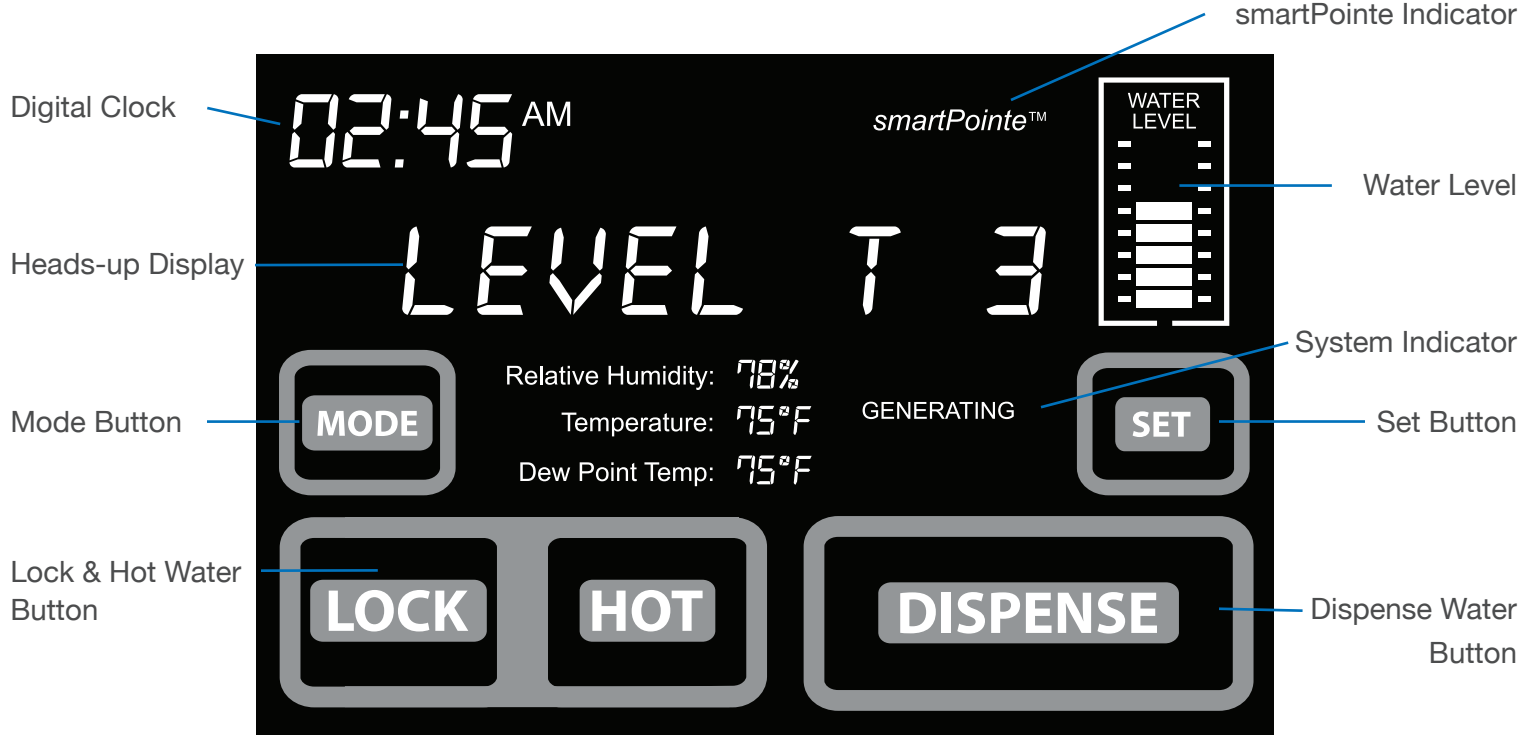 smartPointe Indicator
Digital Clock
02:45 AM
smartPointe™
WATER
LEVEL
Water Level
Heads-up Display
LEVEL T 3
System Indicator
Relative Humidity: 78%
Mode Button
MODE
Temperature: 75°F
GENERATING
SET
Set Button
Dew Point Temp: 75°F
Lock & Hot Water
Button
LOCK
HOT
DISPENSE
Dispense Water
Button